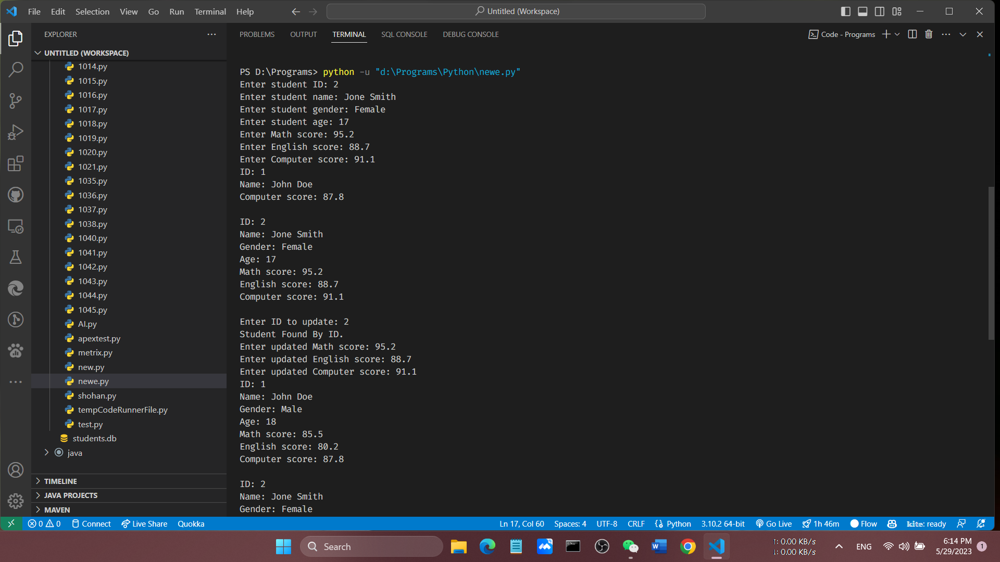 File Edit Selection View Go Run Terminal Help
Untitled (Workspace)
EXPLORER
UNTITLED (WORKSPACE)
1014.py
1015.py
1016.py
1017.py
1018.py
1019.py
1020.py
1021.py
1035.py
1036.py
1037.py
1038.py
1040.py
1041.py
1042.py
1043.py
1044.py
1045.py
AI.py
apextest.py
metrix.py
new.py
newe.py
shohan.py
tempCodeRunnerFile.py
test.py
students.db
java
TIMELINE
JAVA PROJECTS
MAVEN
PROBLEMS OUTPUT TERMINAL SQL CONSOLE DEBUG CONSOLE
Code - Programs
PS D:\Programs> python -u "d:\Programs\Python\newe.py"
Enter student ID: 2
Enter student name: Jone Smith
Enter student gender: Female
Enter student age: 17
Enter Math score: 95.2
Enter English score: 88.7
Enter Computer score: 91.1
ID: 1
Name: John Doe
Computer score: 87.8
ID: 2
Name: Jone Smith
Gender: Female
Age: 17
Math score: 95.2
English score: 88.7
Computer score: 91.1
Enter ID to update: 2
Student Found By ID.
Enter updated Math score: 95.2
Enter updated English score: 88.7
Enter updated Computer score: 91.1
ID: 1
Name: John Doe
Gender: Male
Age: 18
Math score: 85.5
English score: 80.2
Computer score: 87.8
ID: 2
Name: Jone Smith
Gender: Female
0 0 Connect Live Share Quokka
Ln 17, Col 60 Spaces: 4 UTF-8 CRLF Python 3.10.2 64-bit Go Live 1h 46m Flow kite: ready
Search
↑: 0.00 KB/s
↓: 0.00 KB/s
ENG
6:14 PM
5/29/2023
1